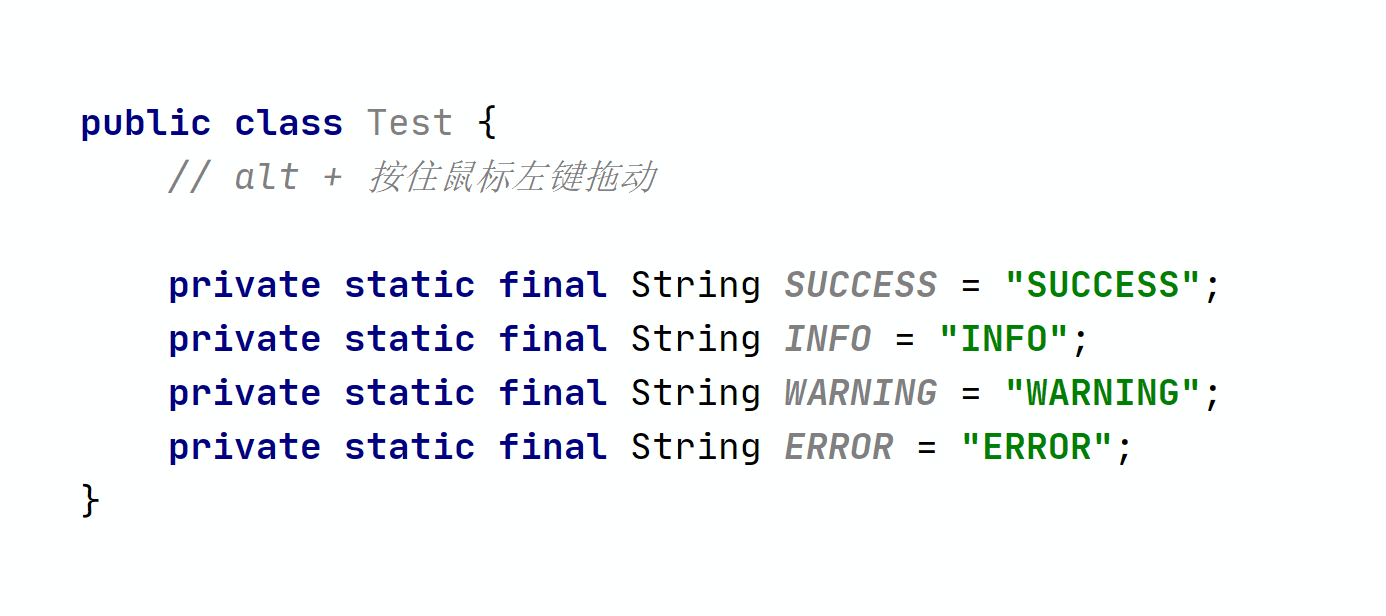 public class Test {
    // alt + 按住鼠标左键拖动
    private static final String SUCCESS = "SUCCESS";
    private static final String INFO = "INFO";
    private static final String WARNING = "WARNING";
    private static final String ERROR = "ERROR";
}